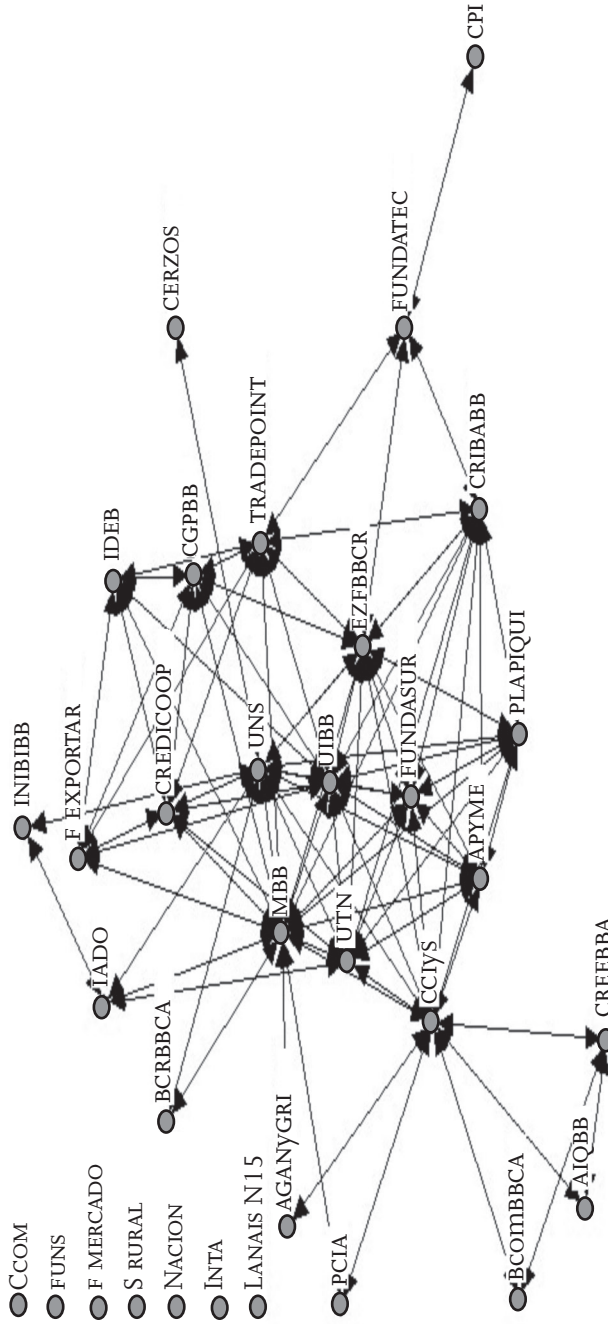 CCOM
FUNS
F MERCADO
S RURAL
NACION
INTA
LANAIS N15
INIBIBB
F EXPORTAR
IADO
BCRBBCA
AGANyGRI
PCIA
BcomBBCA
AIQBB
CREEBBA
CCIyS
UTN
MBB
CREDICOOP
UNS
UIBB
FUNDASUR
APYME
PLAPIQUI
EZFBBCR
IDEB
CGPBB
TRADEPOINT
CRIBABB
CERZOS
FUNDATEC
CPI